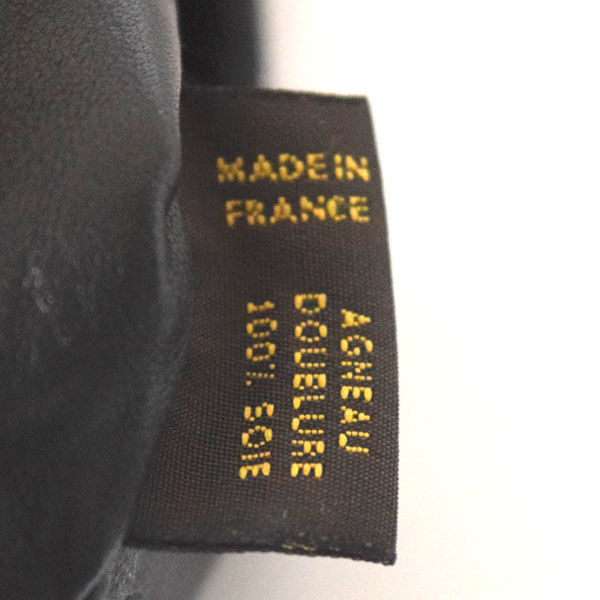 MADE IN
FRANCE
AGNEAU
DOUBLURE
100% SOIE